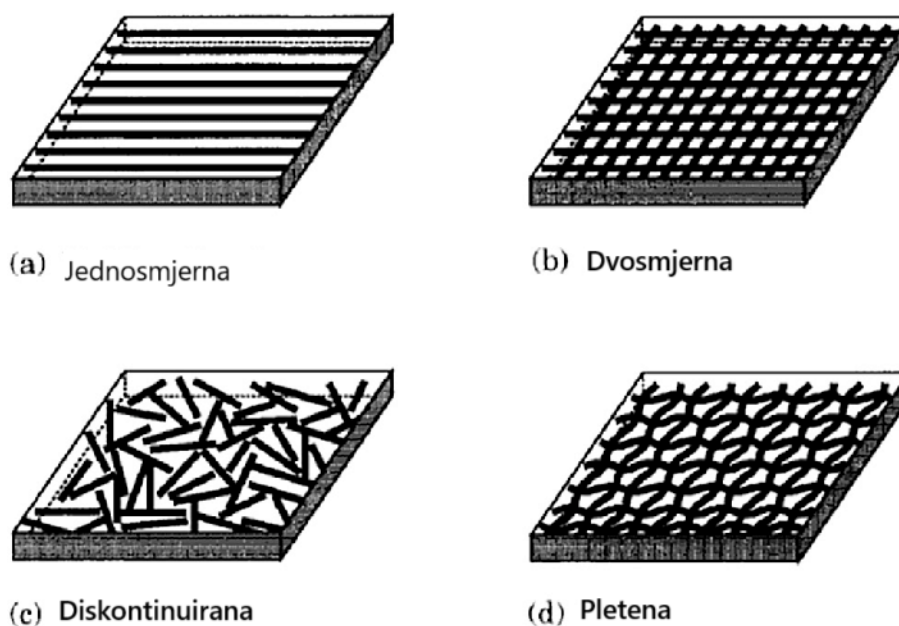 (a) Jednosmjerna
(b) Dvosmjerna
(c) Diskontinuirana
(d) Pletena